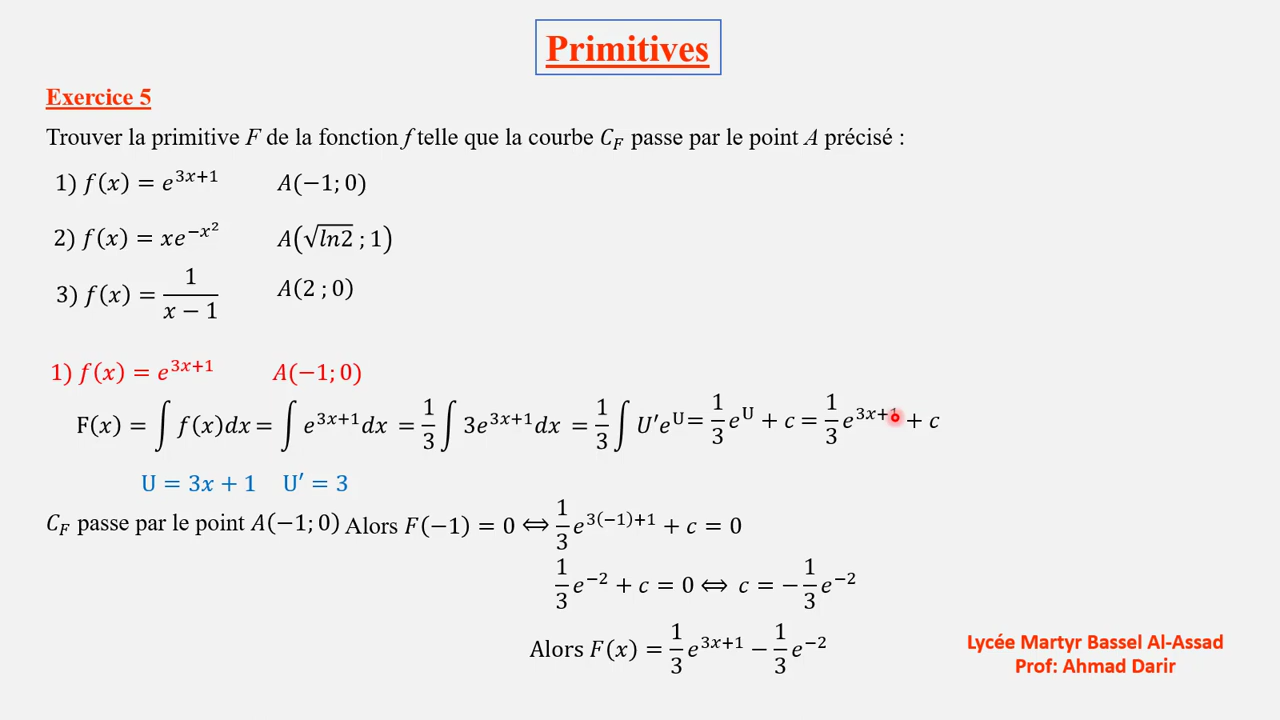 Primitives
Exercice 5
Trouver la primitive F de la fonction f telle que la courbe C_F passe par le point A précisé :
1) f(x) = e^{3x+1} A(−1; 0)
2) f(x) = xe^{−x^2} A(√ln2 ; 1)
3) f(x) = 1/(x − 1) A(2 ; 0)
1) f(x) = e^{3x+1} A(−1; 0)
F(x) = ∫ f(x)dx = ∫ e^{3x+1} dx = 1/3 ∫ 3e^{3x+1} dx = 1/3 ∫ U′e^U = 1/3 e^U + c = 1/3 e^{3x+1} + c
U = 3x + 1 U′ = 3
C_F passe par le point A(−1; 0) Alors F(−1) = 0 ⟺ 1/3 e^{3(−1)+1} + c = 0
1/3 e^{−2} + c = 0 ⟺ c = −1/3 e^{−2}
Alors F(x) = 1/3 e^{3x+1} − 1/3 e^{−2}
Lycée Martyr Bassel Al-Assad
Prof: Ahmad Darir